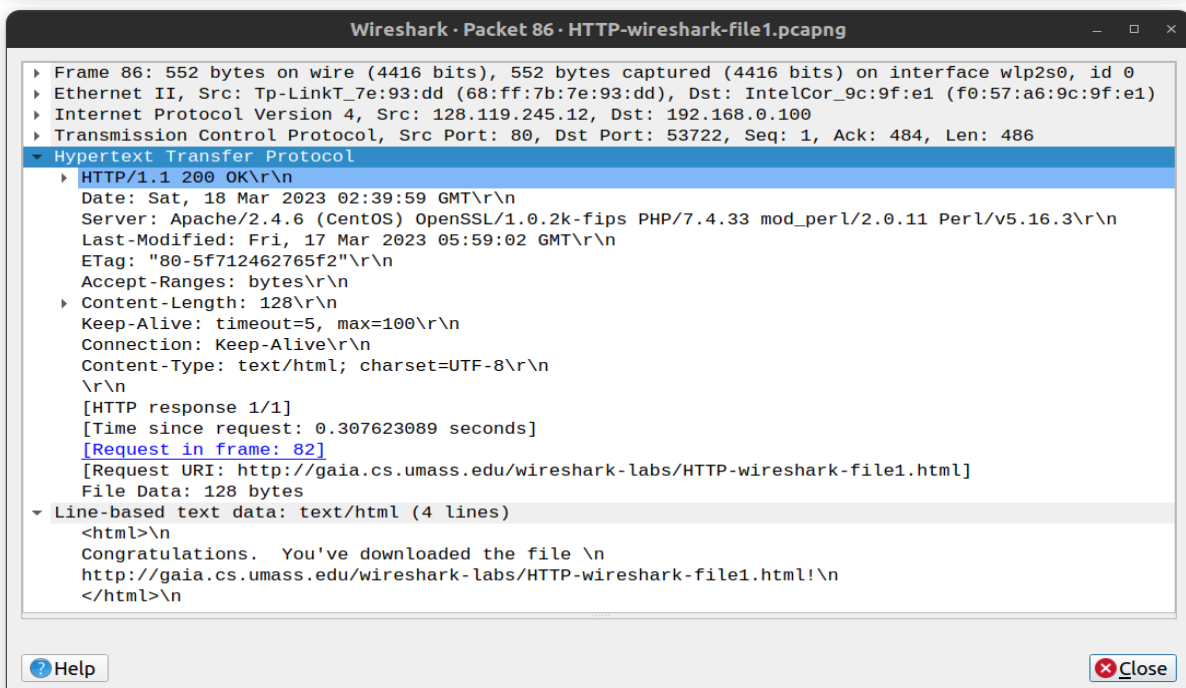 Wireshark · Packet 86 · HTTP-wireshark-file1.pcapng
Frame 86: 552 bytes on wire (4416 bits), 552 bytes captured (4416 bits) on interface wlp2s0, id 0
Ethernet II, Src: Tp-LinkT_7e:93:dd (68:ff:7b:7e:93:dd), Dst: IntelCor_9c:9f:e1 (f0:57:a6:9c:9f:e1)
Internet Protocol Version 4, Src: 128.119.245.12, Dst: 192.168.0.100
Transmission Control Protocol, Src Port: 80, Dst Port: 53722, Seq: 1, Ack: 484, Len: 486
Hypertext Transfer Protocol
HTTP/1.1 200 OK\r\n
Date: Sat, 18 Mar 2023 02:39:59 GMT\r\n
Server: Apache/2.4.6 (CentOS) OpenSSL/1.0.2k-fips PHP/7.4.33 mod_perl/2.0.11 Perl/v5.16.3\r\n
Last-Modified: Fri, 17 Mar 2023 05:59:02 GMT\r\n
ETag: "80-5f712462765f2"\r\n
Accept-Ranges: bytes\r\n
Content-Length: 128\r\n
Keep-Alive: timeout=5, max=100\r\n
Connection: Keep-Alive\r\n
Content-Type: text/html; charset=UTF-8\r\n
\r\n
[HTTP response 1/1]
[Time since request: 0.307623089 seconds]
[Request in frame: 82]
[Request URI: http://gaia.cs.umass.edu/wireshark-labs/HTTP-wireshark-file1.html]
File Data: 128 bytes
Line-based text data: text/html (4 lines)
<html>\n
Congratulations.  You've downloaded the file \n
http://gaia.cs.umass.edu/wireshark-labs/HTTP-wireshark-file1.html!\n
</html>\n
Help
Close